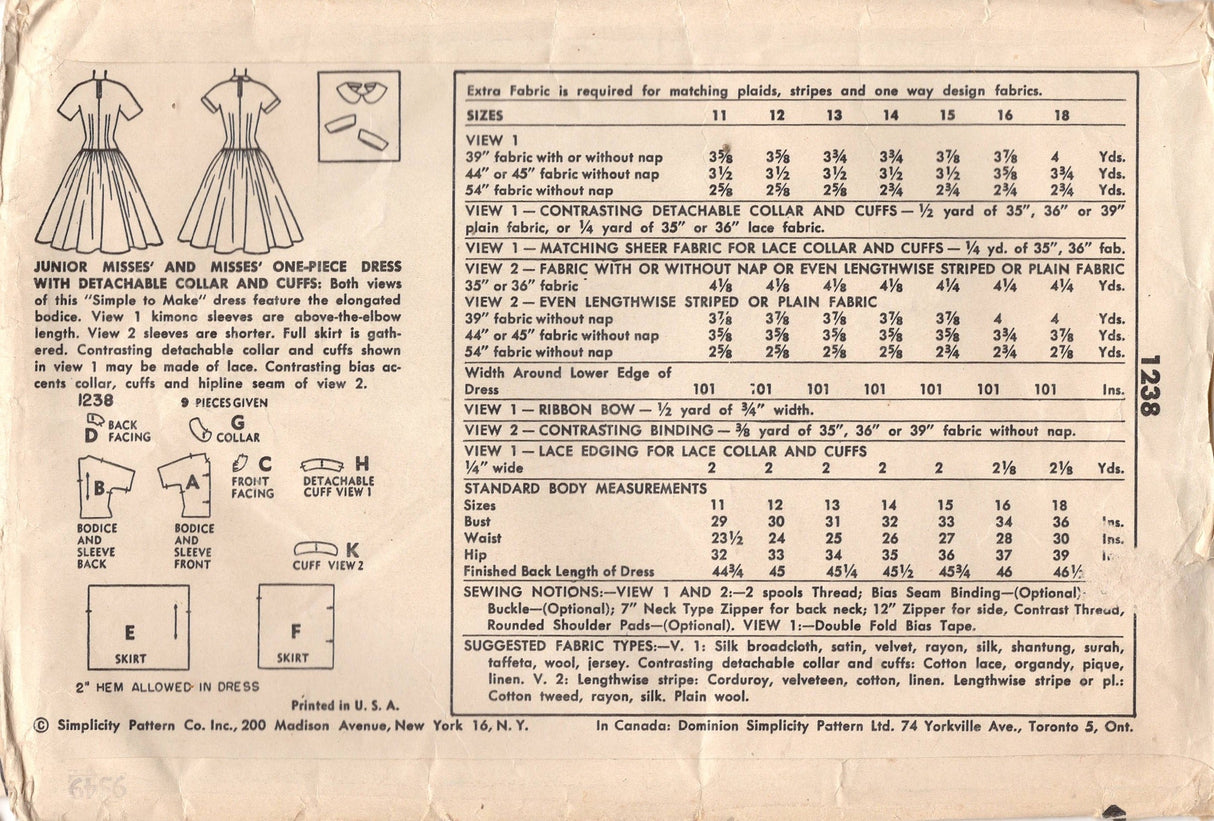 JUNIOR MISSES' AND MISSES' ONE-PIECE DRESS
WITH DETACHABLE COLLAR AND CUFFS: Both views
of this "Simple to Make" dress feature the elongated
bodice. View 1 kimono sleeves are above-the-elbow
length. View 2 sleeves are shorter. Full skirt is gath-
ered. Contrasting detachable collar and cuffs shown
in view 1 may be made of lace. Contrasting bias ac-
cents collar, cuffs and hipline seam of view 2.
1238 9 PIECES GIVEN
D BACK FACING
G COLLAR
B
A
C FRONT FACING
H DETACHABLE CUFF VIEW 1
BODICE AND SLEEVE BACK
BODICE AND SLEEVE FRONT
K CUFF VIEW 2
E SKIRT
F SKIRT
2" HEM ALLOWED IN DRESS
Printed in U. S. A.
Extra Fabric is required for matching plaids, stripes and one way design fabrics.
SIZES 11 12 13 14 15 16 18
VIEW 1
39" fabric with or without nap 3⅝ 3⅝ 3¾ 3¾ 3⅞ 3⅞ 4 Yds.
44" or 45" fabric without nap 3½ 3½ 3½ 3½ 3½ 3⅝ 3¾ Yds.
54" fabric without nap 2⅝ 2⅝ 2⅝ 2¾ 2¾ 2¾ 2¾ Yds.
VIEW 1 — CONTRASTING DETACHABLE COLLAR AND CUFFS — ½ yard of 35", 36" or 39"
plain fabric, or ¼ yard of 35" or 36" lace fabric.
VIEW 1 — MATCHING SHEER FABRIC FOR LACE COLLAR AND CUFFS — ¼ yd. of 35", 36" fab.
VIEW 2 — FABRIC WITH OR WITHOUT NAP OR EVEN LENGTHWISE STRIPED OR PLAIN FABRIC
35" or 36" fabric 4⅛ 4⅛ 4⅛ 4⅛ 4¼ 4¼ 4¼ Yds.
VIEW 2 — EVEN LENGTHWISE STRIPED OR PLAIN FABRIC
39" fabric without nap 3⅞ 3⅞ 3⅞ 3⅞ 3⅞ 4 4 Yds.
44" or 45" fabric without nap 3⅝ 3⅝ 3⅝ 3⅝ 3⅝ 3¾ 3⅞ Yds.
54" fabric without nap 2⅝ 2⅝ 2⅝ 2⅝ 2¾ 2¾ 2⅞ Yds.
Width Around Lower Edge of
Dress 101 101 101 101 101 101 101 Ins.
VIEW 1 — RIBBON BOW — ½ yard of ¾" width.
VIEW 2 — CONTRASTING BINDING — ⅜ yard of 35", 36" or 39" fabric without nap.
VIEW 1 — LACE EDGING FOR LACE COLLAR AND CUFFS
¼" wide 2 2 2 2 2 2⅛ 2⅛ Yds.
STANDARD BODY MEASUREMENTS
Sizes 11 12 13 14 15 16 18
Bust 29 30 31 32 33 34 36 Ins.
Waist 23½ 24 25 26 27 28 30 Ins.
Hip 32 33 34 35 36 37 39
Finished Back Length of Dress 44¾ 45 45¼ 45½ 45¾ 46 46½
SEWING NOTIONS:—VIEW 1 AND 2:—2 spools Thread; Bias Seam Binding—(Optional)
Buckle—(Optional); 7" Neck Type Zipper for back neck; 12" Zipper for side, Contrast Thread,
Rounded Shoulder Pads—(Optional). VIEW 1:—Double Fold Bias Tape.
SUGGESTED FABRIC TYPES:—V. 1: Silk broadcloth, satin, velvet, rayon, silk, shantung, surah,
taffeta, wool, jersey. Contrasting detachable collar and cuffs: Cotton lace, organdy, pique,
linen. V. 2: Lengthwise stripe: Corduroy, velveteen, cotton, linen. Lengthwise stripe or pl.:
Cotton tweed, rayon, silk. Plain wool.
1238
© Simplicity Pattern Co. Inc., 200 Madison Avenue, New York 16, N. Y. In Canada: Dominion Simplicity Pattern Ltd. 74 Yorkville Ave., Toronto 5, Ont.